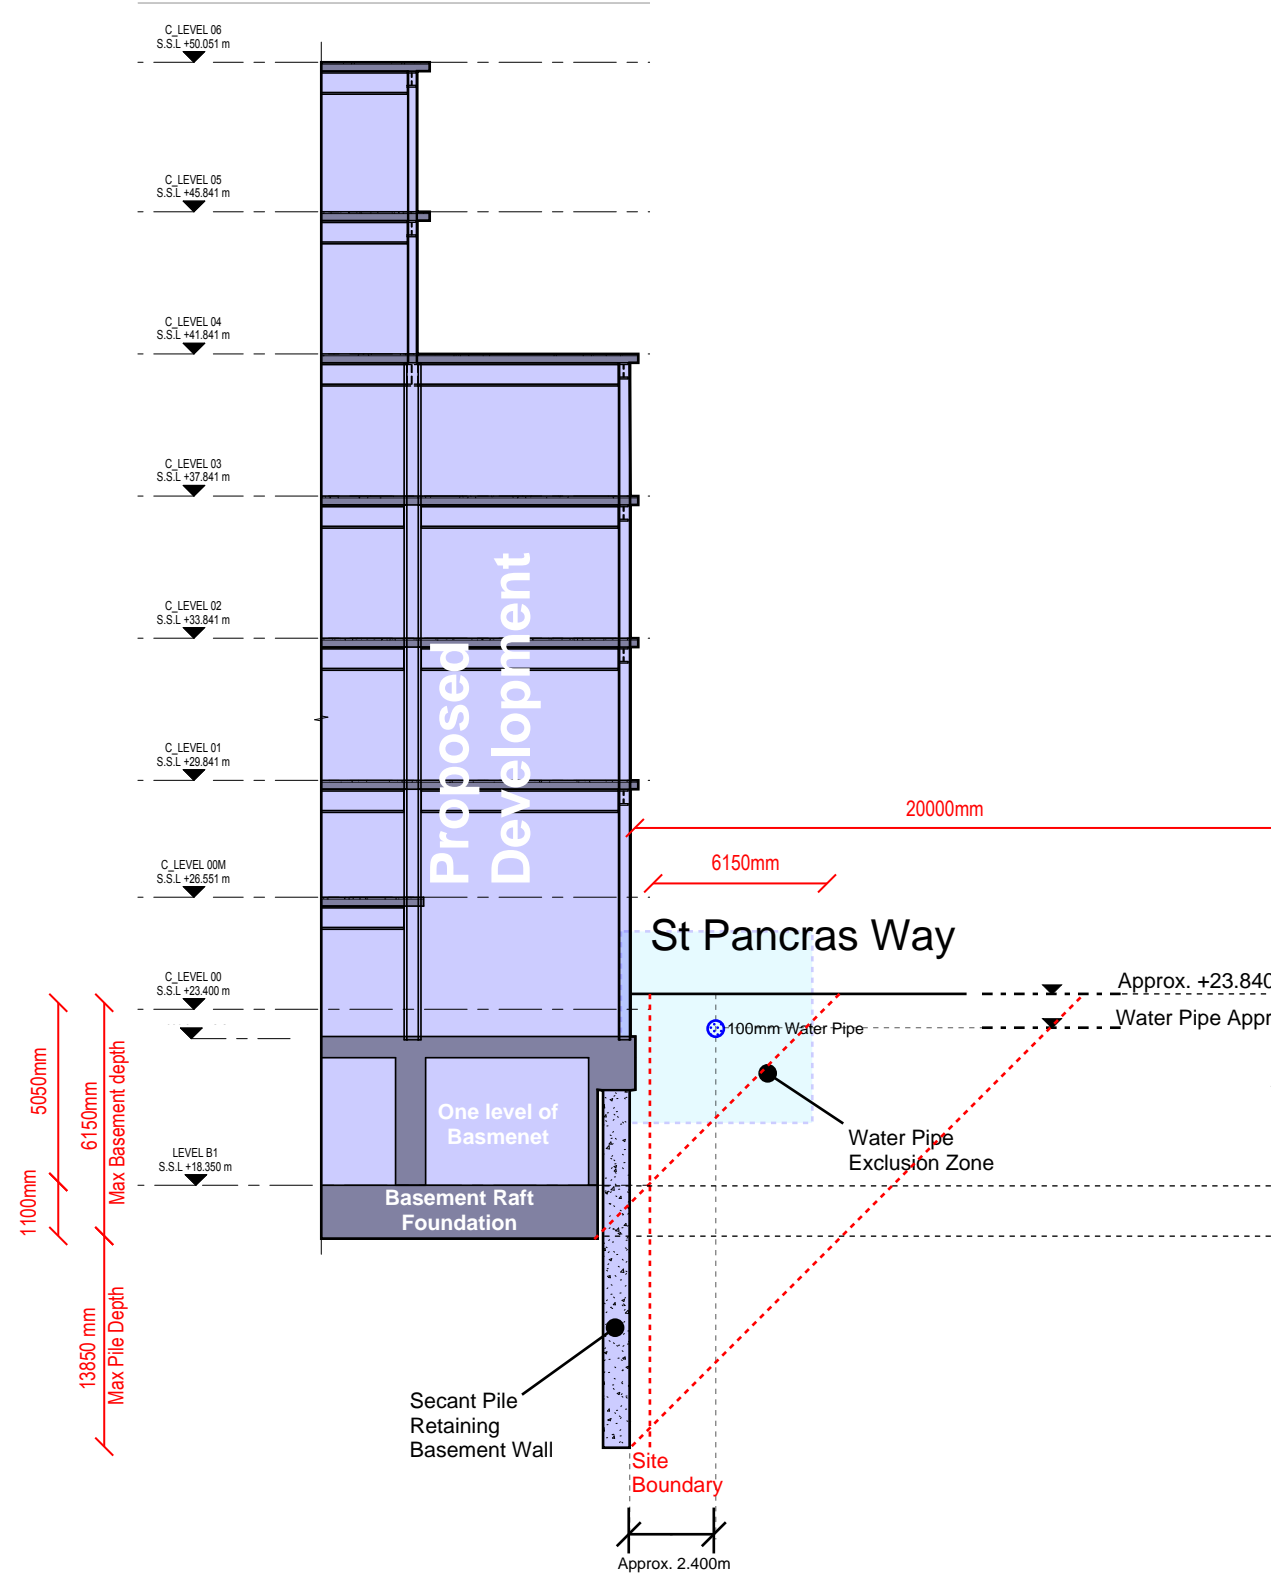 C_LEVEL 06
S.S.L +50.051 m
C_LEVEL 05
S.S.L +45.841 m
C_LEVEL 04
S.S.L +41.841 m
C_LEVEL 03
S.S.L +37.841 m
C_LEVEL 02
S.S.L +33.841 m
C_LEVEL 01
S.S.L +29.841 m
Proposed
Development
20000mm
C_LEVEL 00M
S.S.L +26.551 m
6150mm
St Pancras Way
C_LEVEL 00
S.S.L +23.400 m
Approx. +23.840
100mm Water Pipe
Water Pipe Appr
5050mm
6150mm
Max Basement depth
1100mm
One level of
Basmenet
Water Pipe
Exclusion Zone
LEVEL B1
S.S.L +18.350 m
Basement Raft
Foundation
13850 mm
Max Pile Depth
Secant Pile
Retaining
Basement Wall
Site
Boundary
Approx. 2.400m